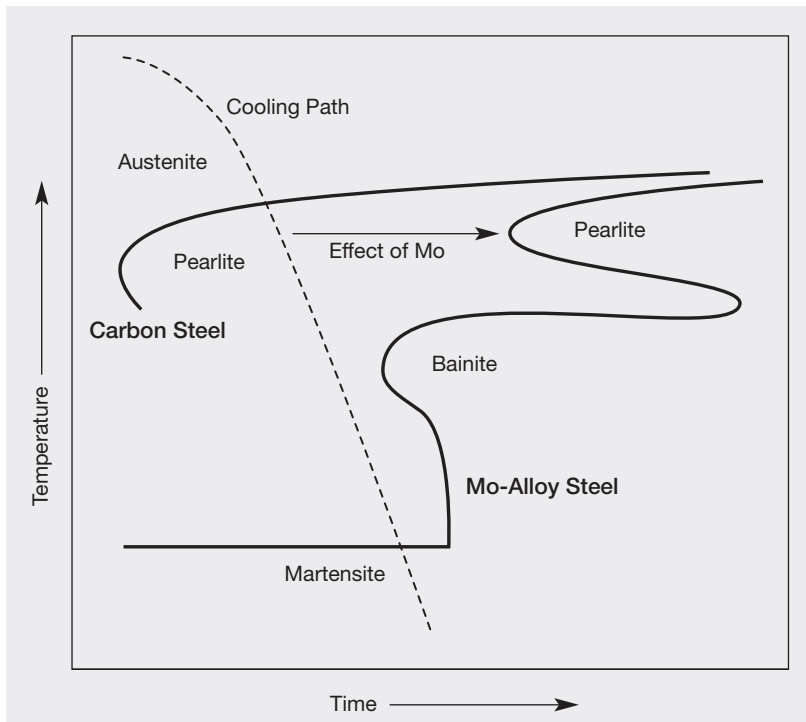 Cooling Path
Austenite
Pearlite
Effect of Mo
Pearlite
Carbon Steel
Bainite
Temperature
Mo-Alloy Steel
Martensite
Time